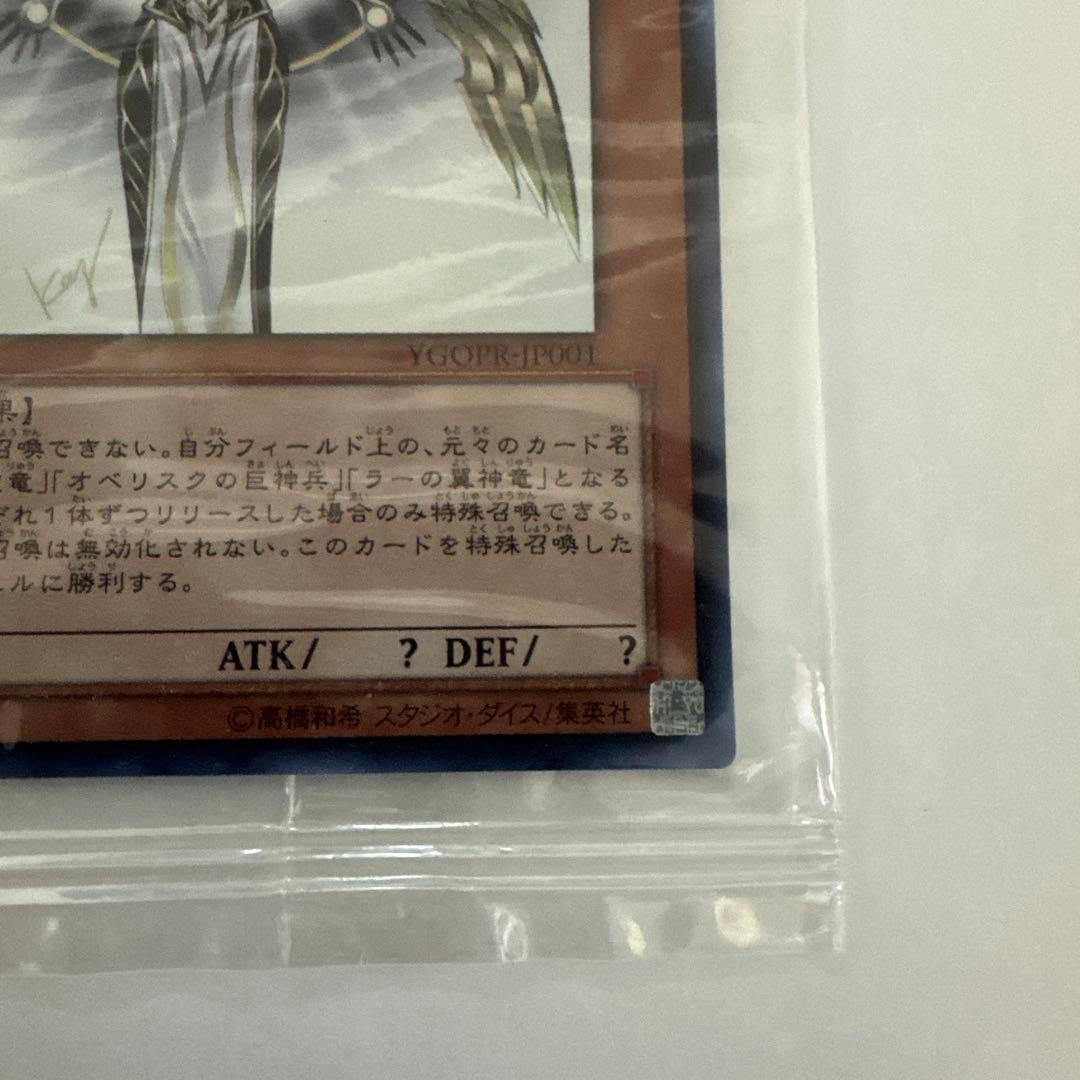 Key
YGOPR-JP001
果】
召喚できない。自分フィールド上の、元々のカード名
竜」「オベリスクの巨神兵」「ラーの翼神竜」となる
ぞれ1体ずつリリースした場合のみ特殊召喚できる。
召喚は無効化されない。このカードを特殊召喚した
エルに勝利する。
ATK/ ? DEF/ ?
©高橋和希 スタジオ・ダイス/集英社